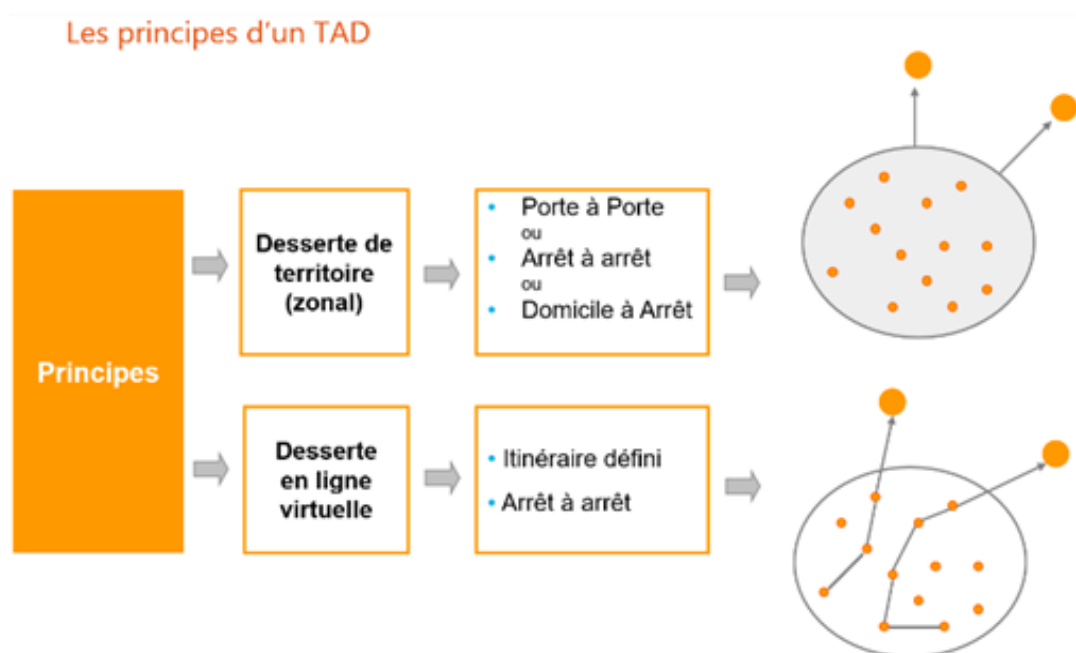 Les principes d'un TAD
Principes
Desserte de
territoire
(zonal)
• Porte à Porte
ou
• Arrêt à arrêt
ou
• Domicile à Arrêt
Desserte
en ligne
virtuelle
• Itinéraire défini
• Arrêt à arrêt